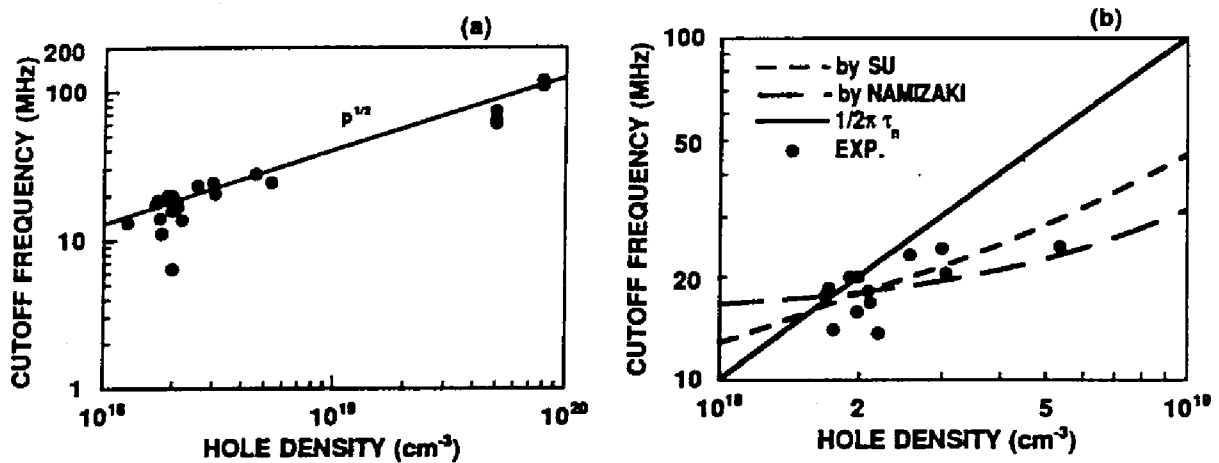 (a)
CUTOFF FREQUENCY (MHz)
200
100
10
1
p^1/2
10^18
10^19
10^20
HOLE DENSITY (cm^-3)
(b)
CUTOFF FREQUENCY (MHz)
100
50
20
10
by SU
by NAMIZAKI
1/2π τ_n
EXP.
10^18
2
5
10^19
HOLE DENSITY (cm^-3)